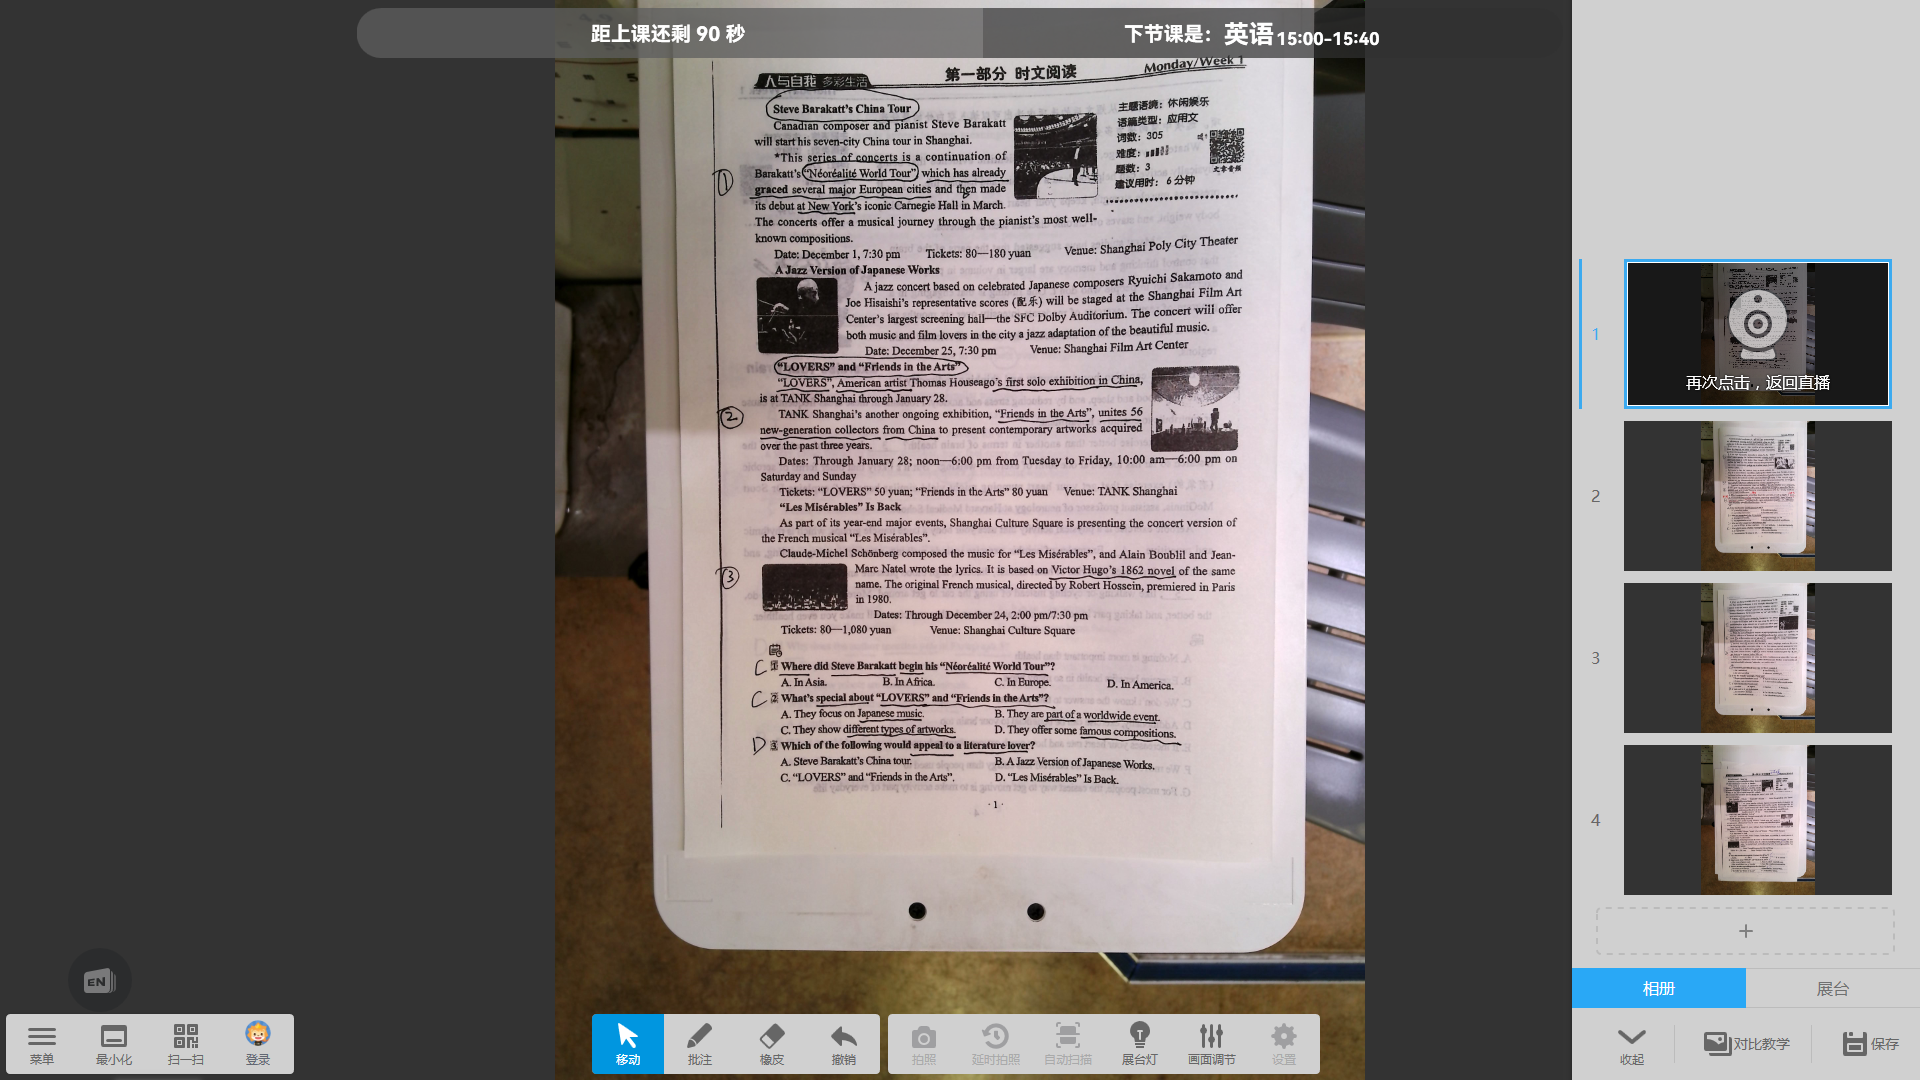 距上课还剩 90 秒
下节课是： 英语 15:00-15:40
人与自我 多彩生活
第一部分 时文阅读
Monday/Week 1
Steve Barakatt's China Tour
Canadian composer and pianist Steve Barakatt
will start his seven-city China tour in Shanghai.
*This series of concerts is a continuation of
Barakatt's "Néoréalité World Tour" which has already
graced several major European cities and then made
its debut at New York's iconic Carnegie Hall in March.
The concerts offer a musical journey through the pianist's most well-
known compositions.
Date: December 1, 7:30 pm Tickets: 80—180 yuan Venue: Shanghai Poly City Theater
主题语境：休闲娱乐
语篇类型：应用文
词数：305
难度：
题数：3
建议用时：6 分钟
文章音频
①
A Jazz Version of Japanese Works
A jazz concert based on celebrated Japanese composers Ryuichi Sakamoto and
Joe Hisaishi's representative scores (配乐) will be staged at the Shanghai Film Art
Center's largest screening hall—the SFC Dolby Auditorium. The concert will offer
both music and film lovers in the city a jazz adaptation of the beautiful music.
Date: December 25, 7:30 pm Venue: Shanghai Film Art Center
"LOVERS" and "Friends in the Arts"
"LOVERS", American artist Thomas Houseago's first solo exhibition in China,
is at TANK Shanghai through January 28.
②
TANK Shanghai's another ongoing exhibition, "Friends in the Arts", unites 56
new-generation collectors from China to present contemporary artworks acquired
over the past three years.
Dates: Through January 28; noon—6:00 pm from Tuesday to Friday, 10:00 am—6:00 pm on
Saturday and Sunday
Tickets: "LOVERS" 50 yuan; "Friends in the Arts" 80 yuan Venue: TANK Shanghai
"Les Misérables" Is Back
As part of its year-end major events, Shanghai Culture Square is presenting the concert version of
the French musical "Les Misérables".
Claude-Michel Schönberg composed the music for "Les Misérables", and Alain Boublil and Jean-
③
Marc Natel wrote the lyrics. It is based on Victor Hugo's 1862 novel of the same
name. The original French musical, directed by Robert Hossein, premiered in Paris
in 1980.
Dates: Through December 24, 2:00 pm/7:30 pm
Tickets: 80—1,080 yuan Venue: Shanghai Culture Square
C 1 Where did Steve Barakatt begin his "Néoréalité World Tour"?
A. In Asia. B. In Africa. C. In Europe. D. In America.
C 2 What's special about "LOVERS" and "Friends in the Arts"?
A. They focus on Japanese music. B. They are part of a worldwide event.
C. They show different types of artworks. D. They offer some famous compositions.
D 3 Which of the following would appeal to a literature lover?
A. Steve Barakatt's China tour. B. A Jazz Version of Japanese Works.
C. "LOVERS" and "Friends in the Arts". D. "Les Misérables" Is Back.
·1·
1
再次点击，返回直播
2
3
4
+
相册 展台
EN
菜单 最小化 扫一扫 登录
移动 批注 橡皮 撤销
拍照 延时拍照 自动扫描 展台灯 画面调节 设置
收起 对比教学 保存